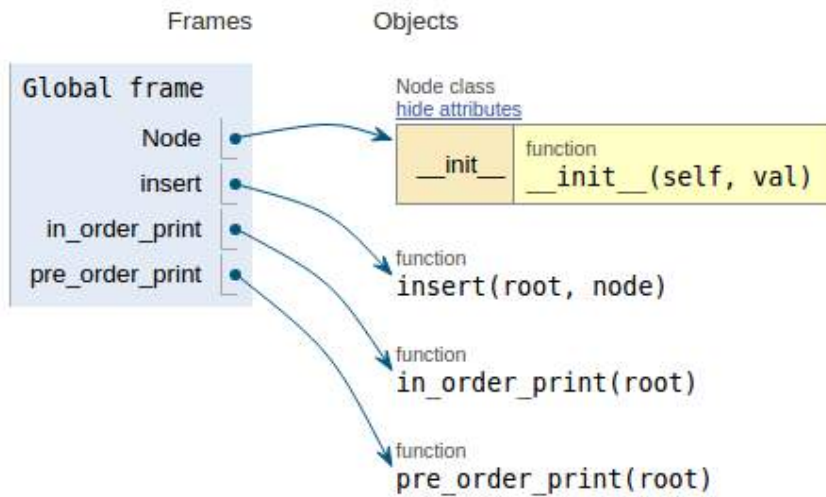 Frames Objects
Global frame
Node
insert
in_order_print
pre_order_print
Node class
hide attributes
__init__
function
__init__(self, val)
function
insert(root, node)
function
in_order_print(root)
function
pre_order_print(root)